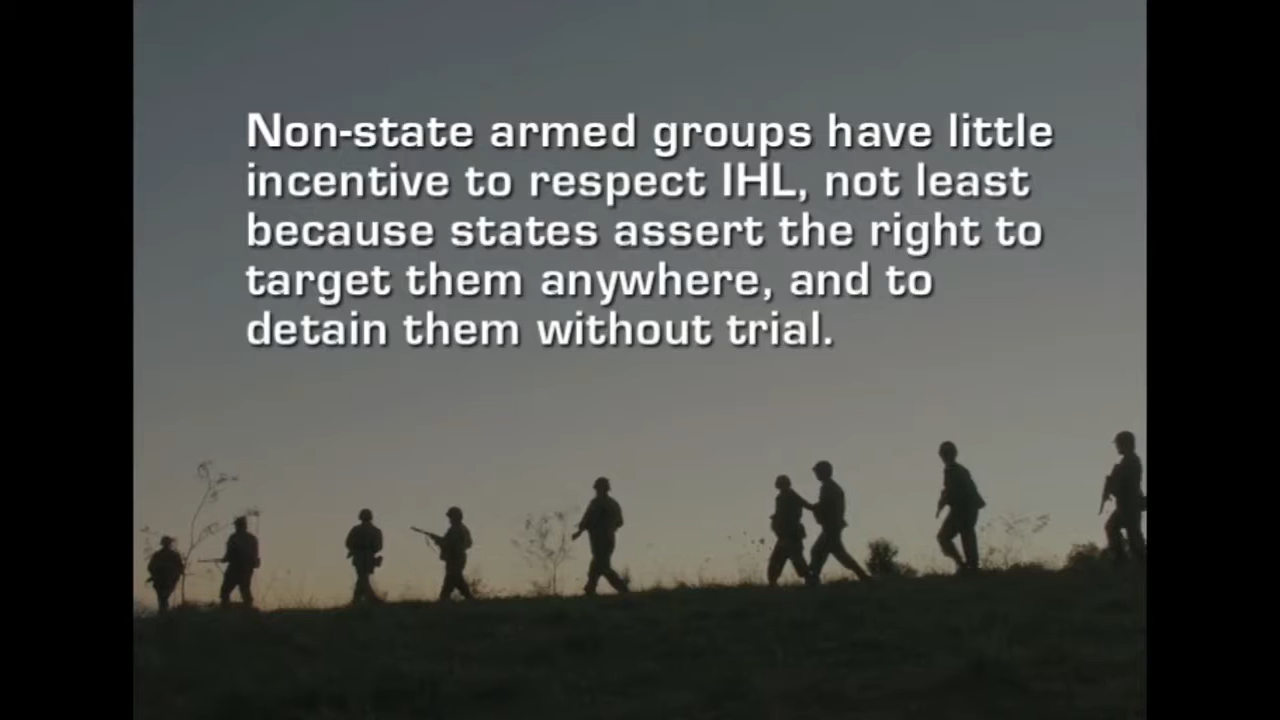 Non-state armed groups have little
incentive to respect IHL, not least
because states assert the right to
target them anywhere, and to
detain them without trial.